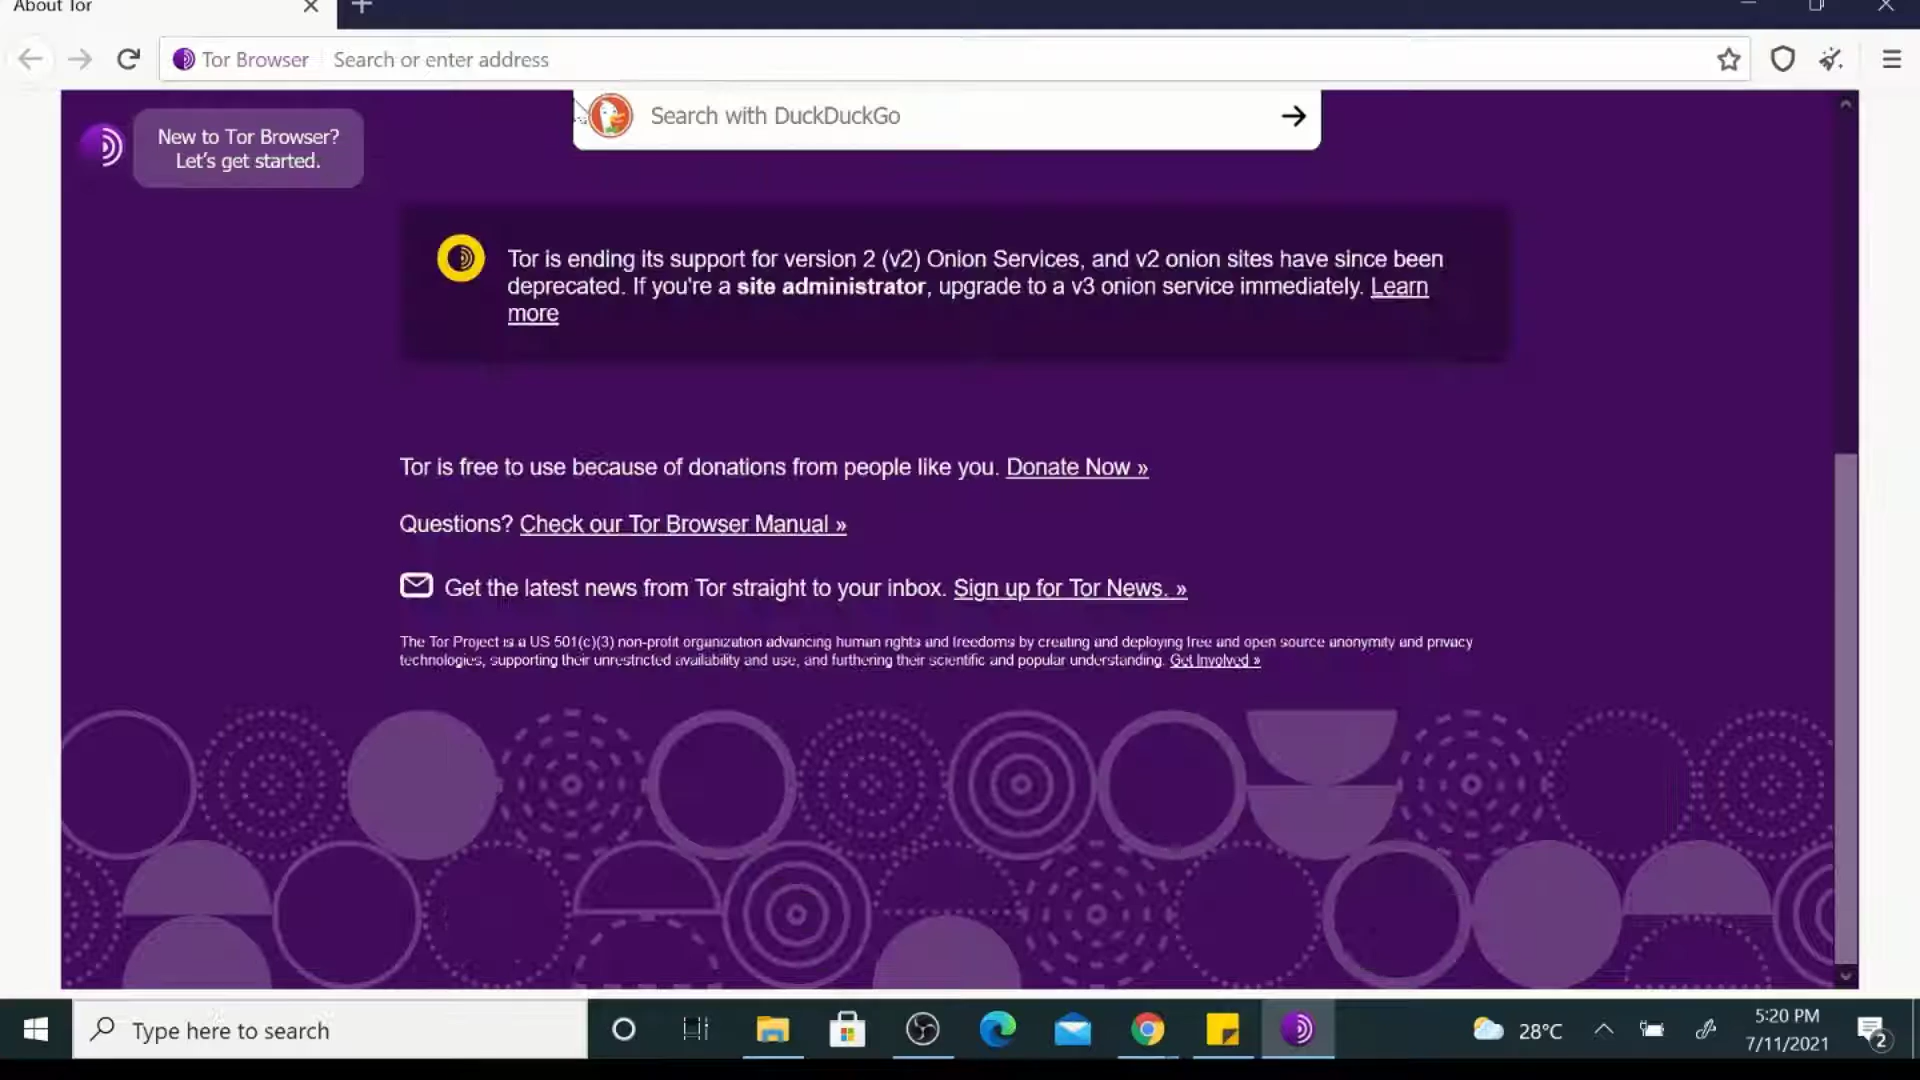 About Tor
Tor Browser Search or enter address
Search with DuckDuckGo
New to Tor Browser?
Let's get started.
Tor is ending its support for version 2 (v2) Onion Services, and v2 onion sites have since been
deprecated. If you're a site administrator, upgrade to a v3 onion service immediately. Learn
more
Tor is free to use because of donations from people like you. Donate Now »
Questions? Check our Tor Browser Manual »
Get the latest news from Tor straight to your inbox. Sign up for Tor News. »
The Tor Project is a US 501(c)(3) non-profit organization advancing human rights and freedoms by creating and deploying free and open source anonymity and privacy
technologies, supporting their unrestricted availability and use, and furthering their scientific and popular understanding. Get Involved »
Type here to search
28°C
5:20 PM
7/11/2021
2